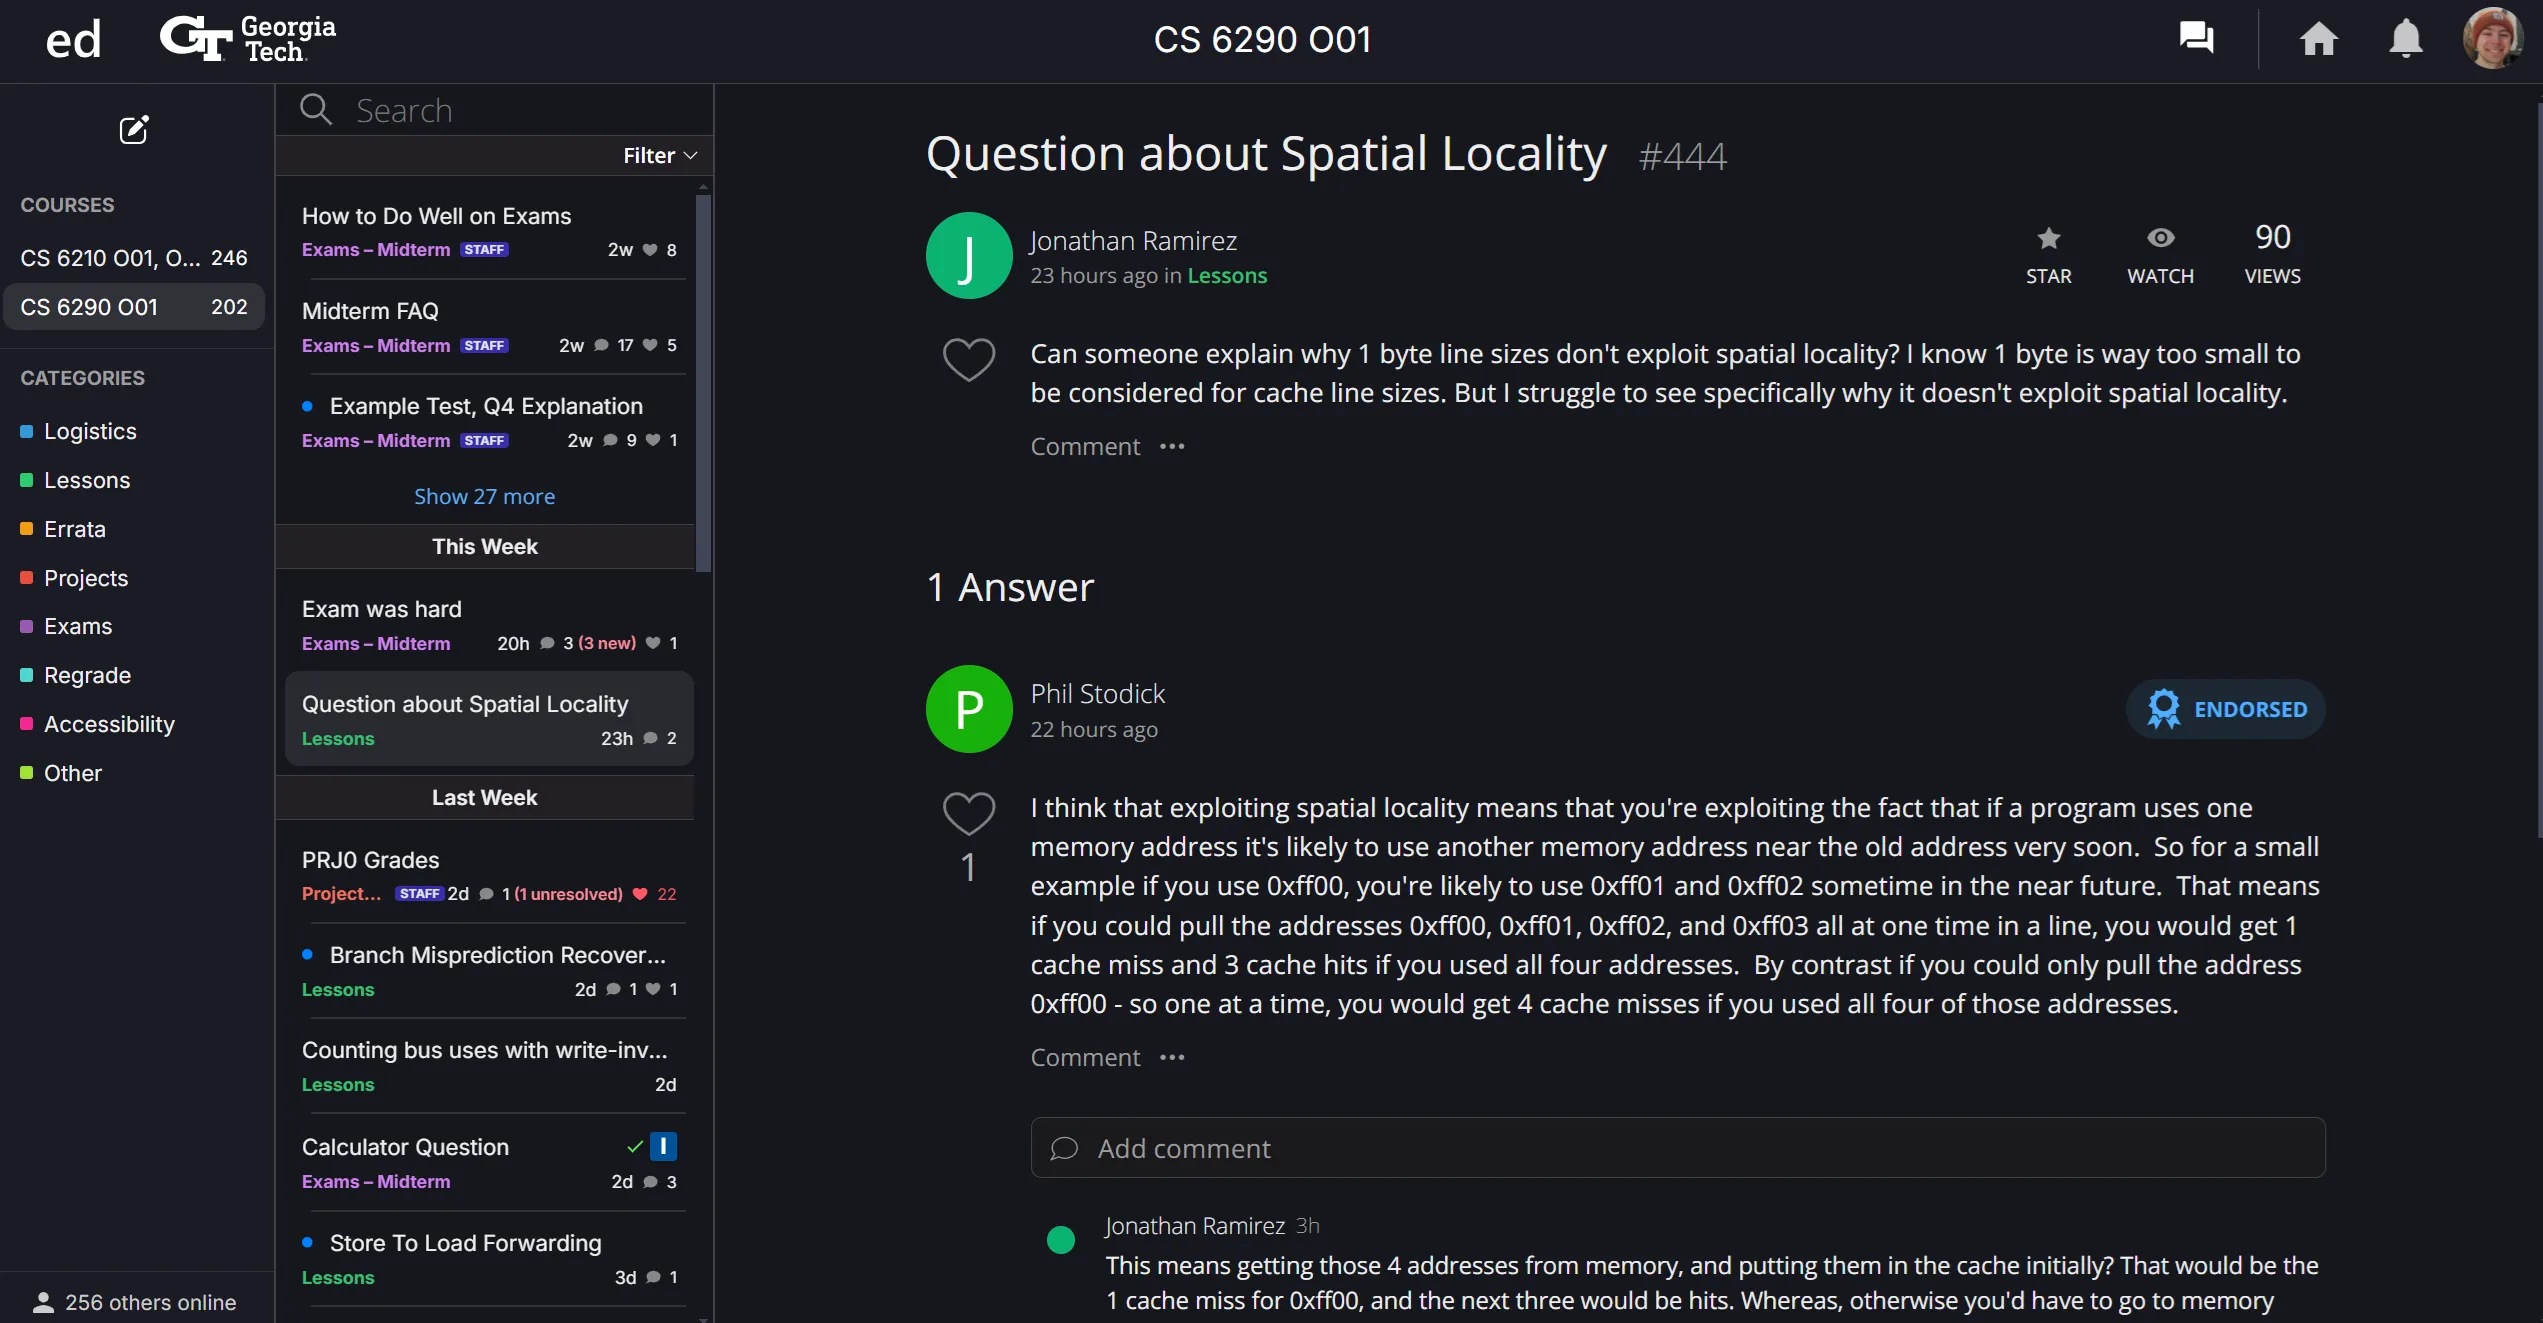 ed
GT Georgia Tech
CS 6290 O01
COURSES
CS 6210 O01, O... 246
CS 6290 O01 202
CATEGORIES
Logistics
Lessons
Errata
Projects
Exams
Regrade
Accessibility
Other
256 others online
Search
Filter
How to Do Well on Exams
Exams – Midterm STAFF 2w 8
Midterm FAQ
Exams – Midterm STAFF 2w 17 5
Example Test, Q4 Explanation
Exams – Midterm STAFF 2w 9 1
Show 27 more
This Week
Exam was hard
Exams – Midterm 20h 3 (3 new) 1
Question about Spatial Locality
Lessons 23h 2
Last Week
PRJ0 Grades
Project... STAFF 2d 1 (1 unresolved) 22
Branch Misprediction Recover...
Lessons 2d 1 1
Counting bus uses with write-inv...
Lessons 2d
Calculator Question I
Exams – Midterm 2d 3
Store To Load Forwarding
Lessons 3d 1
Question about Spatial Locality #444
J
Jonathan Ramirez
23 hours ago in Lessons
STAR
WATCH
90
VIEWS
Can someone explain why 1 byte line sizes don't exploit spatial locality? I know 1 byte is way too small to
be considered for cache line sizes. But I struggle to see specifically why it doesn't exploit spatial locality.
Comment ···
1 Answer
P
Phil Stodick
22 hours ago
ENDORSED
1
I think that exploiting spatial locality means that you're exploiting the fact that if a program uses one
memory address it's likely to use another memory address near the old address very soon.  So for a small
example if you use 0xff00, you're likely to use 0xff01 and 0xff02 sometime in the near future.  That means
if you could pull the addresses 0xff00, 0xff01, 0xff02, and 0xff03 all at one time in a line, you would get 1
cache miss and 3 cache hits if you used all four addresses.  By contrast if you could only pull the address
0xff00 - so one at a time, you would get 4 cache misses if you used all four of those addresses.
Comment ···
Add comment
Jonathan Ramirez 3h
This means getting those 4 addresses from memory, and putting them in the cache initially? That would be the
1 cache miss for 0xff00, and the next three would be hits. Whereas, otherwise you'd have to go to memory